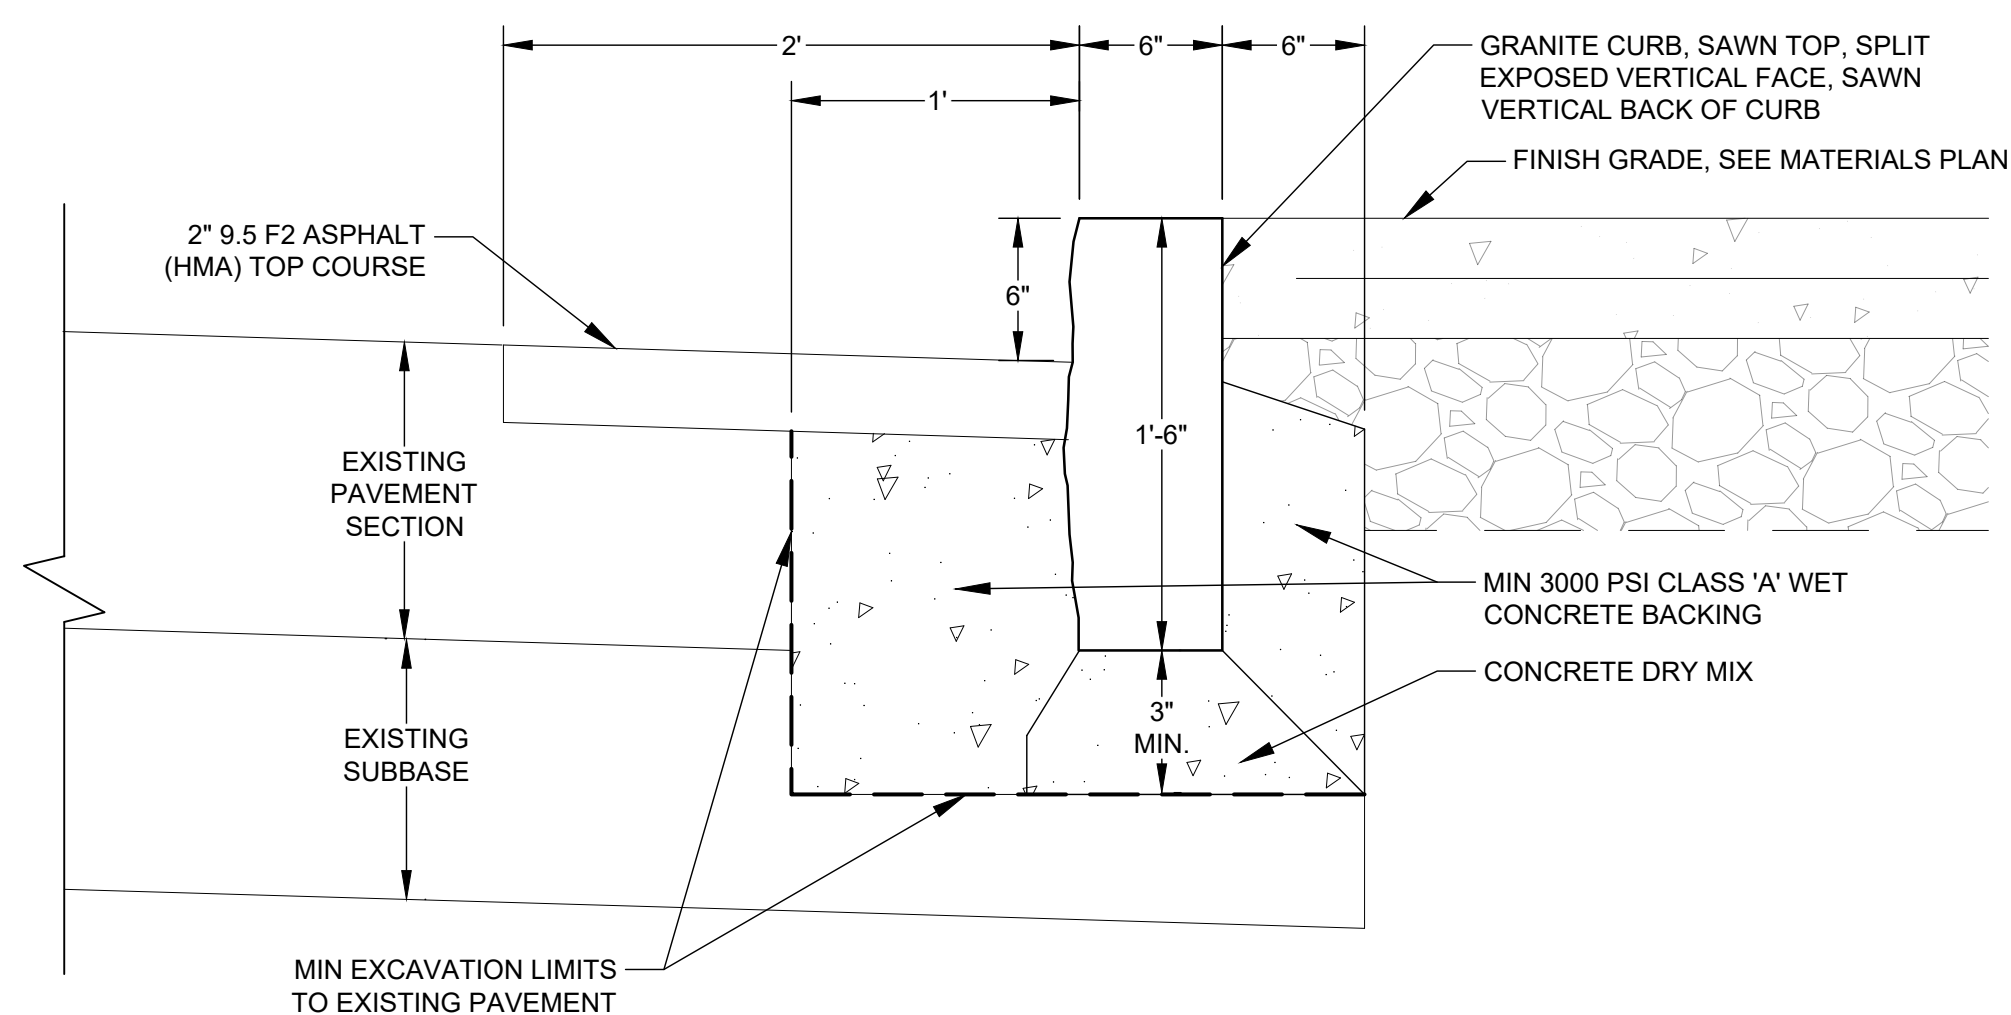 2'
6"
6"
1'
GRANITE CURB, SAWN TOP, SPLIT
EXPOSED VERTICAL FACE, SAWN
VERTICAL BACK OF CURB
FINISH GRADE, SEE MATERIALS PLAN
2" 9.5 F2 ASPHALT
(HMA) TOP COURSE
6"
1'-6"
EXISTING
PAVEMENT
SECTION
MIN 3000 PSI CLASS 'A' WET
CONCRETE BACKING
CONCRETE DRY MIX
3"
MIN.
EXISTING
SUBBASE
MIN EXCAVATION LIMITS
TO EXISTING PAVEMENT